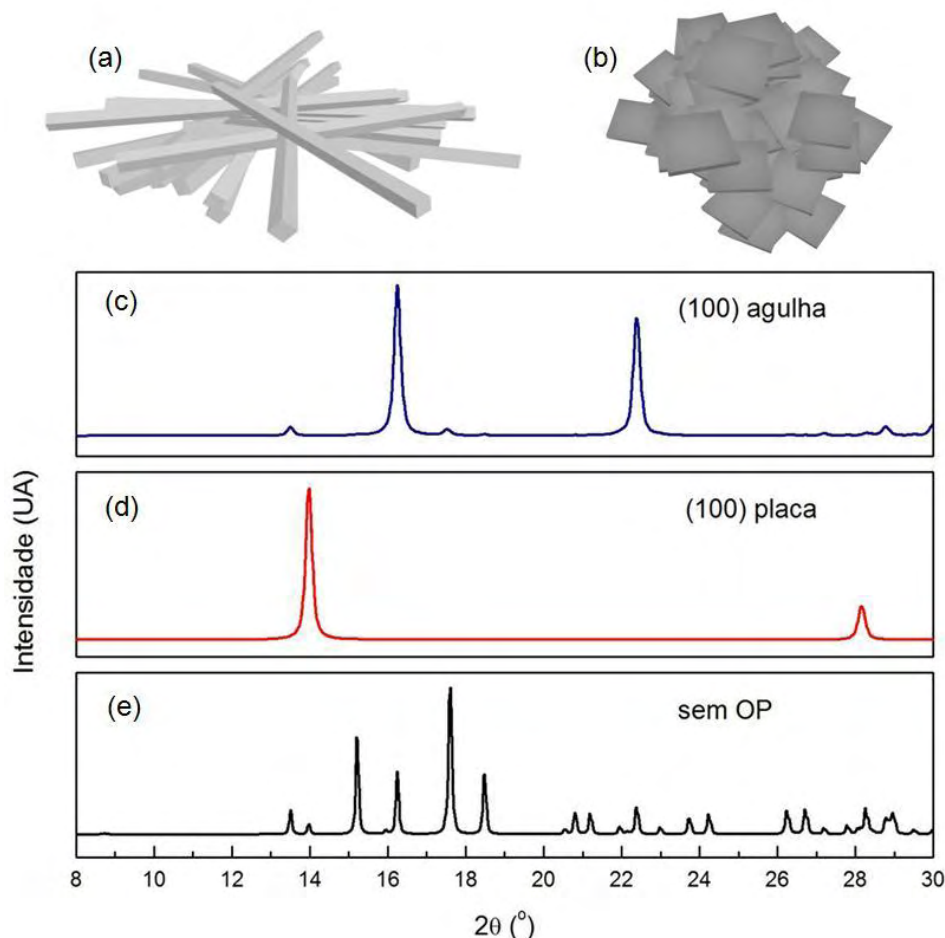 (a)
(b)
(c)
(100) agulha
(d)
(100) placa
(e)
sem OP
Intensidade (UA)
8 10 12 14 16 18 20 22 24 26 28 30
2θ (°)